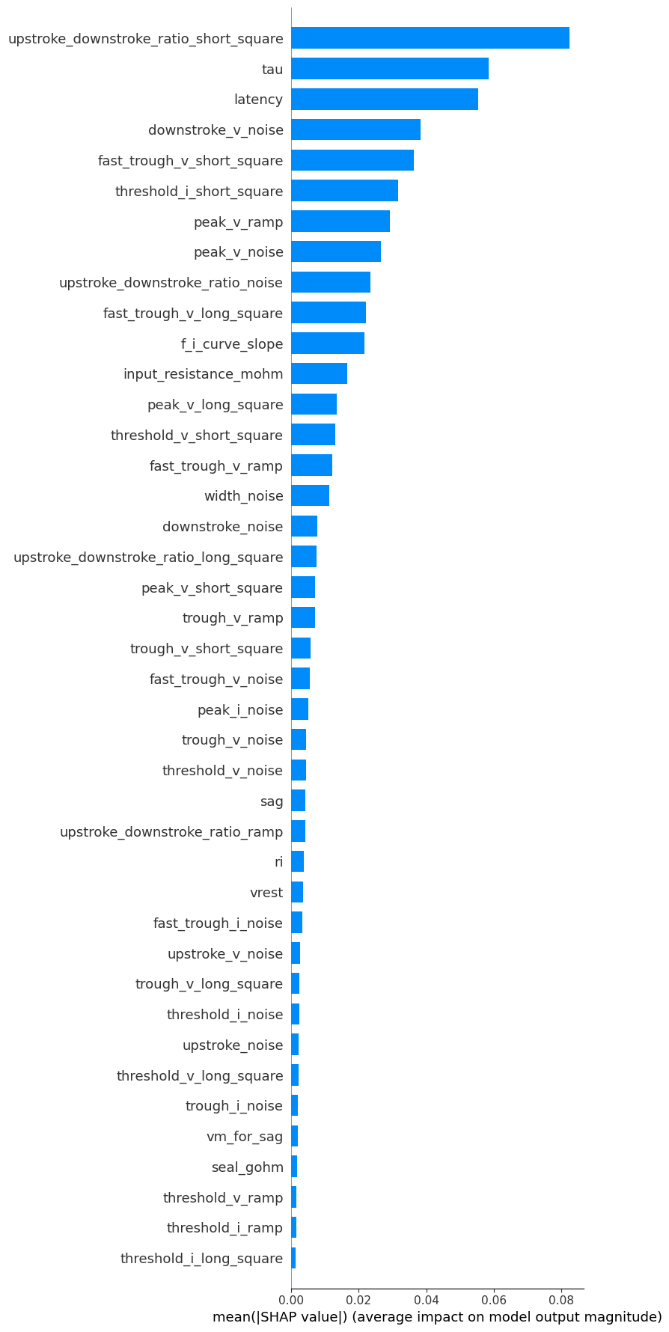 upstroke_downstroke_ratio_short_square
tau
latency
downstroke_v_noise
fast_trough_v_short_square
threshold_i_short_square
peak_v_ramp
peak_v_noise
upstroke_downstroke_ratio_noise
fast_trough_v_long_square
f_i_curve_slope
input_resistance_mohm
peak_v_long_square
threshold_v_short_square
fast_trough_v_ramp
width_noise
downstroke_noise
upstroke_downstroke_ratio_long_square
peak_v_short_square
trough_v_ramp
trough_v_short_square
fast_trough_v_noise
peak_i_noise
trough_v_noise
threshold_v_noise
sag
upstroke_downstroke_ratio_ramp
ri
vrest
fast_trough_i_noise
upstroke_v_noise
trough_v_long_square
threshold_i_noise
upstroke_noise
threshold_v_long_square
trough_i_noise
vm_for_sag
seal_gohm
threshold_v_ramp
threshold_i_ramp
threshold_i_long_square
0.00 0.02 0.04 0.06 0.08
mean(|SHAP value|) (average impact on model output magnitude)